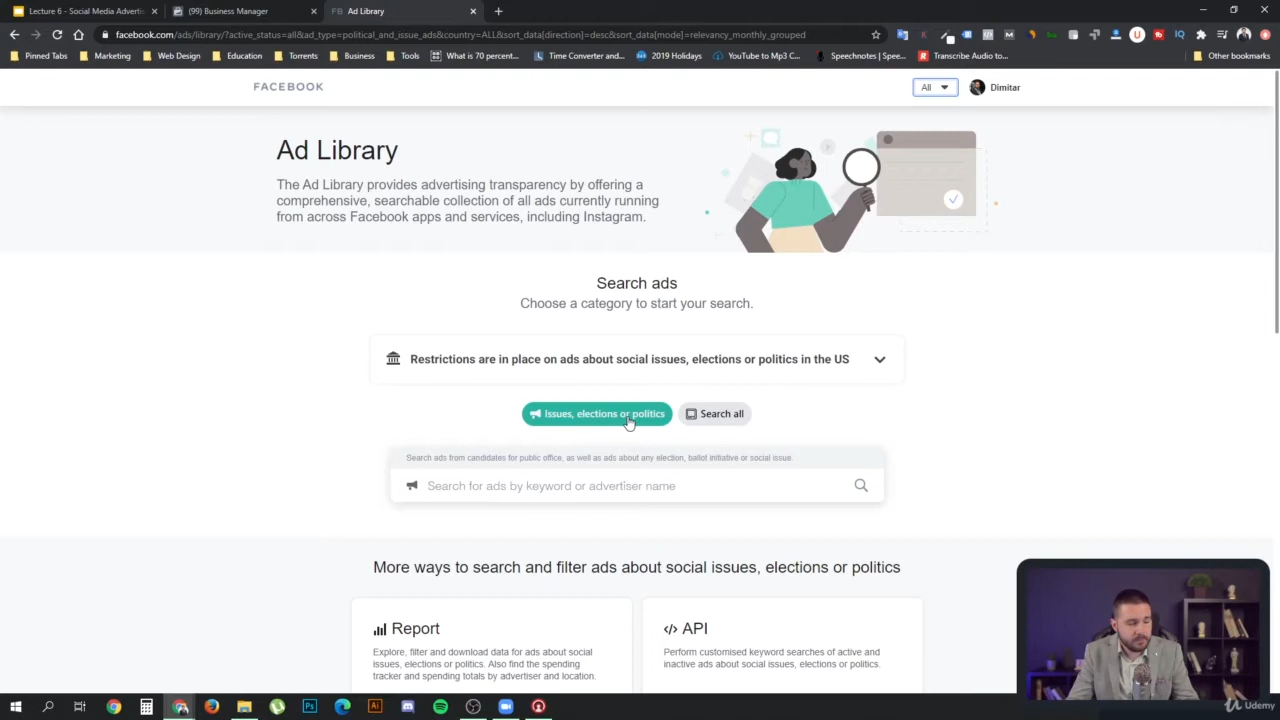 Lecture 6 - Social Media Adverti
(99) Business Manager
Ad Library
facebook.com/ads/library/?active_status=all&ad_type=political_and_issue_ads&country=ALL&sort_data[direction]=desc&sort_data[mode]=relevancy_monthly_grouped
Pinned Tabs
Marketing
Web Design
Education
Torrents
Business
Tools
What is 70 percent...
Time Converter and...
2019 Holidays
YouTube to Mp3 C...
Speechnotes | Spee...
Transcribe Audio to...
Other bookmarks
FACEBOOK
All
Dimitar
Ad Library
The Ad Library provides advertising transparency by offering a
comprehensive, searchable collection of all ads currently running
from across Facebook apps and services, including Instagram.
Search ads
Choose a category to start your search.
Restrictions are in place on ads about social issues, elections or politics in the US
Issues, elections or politics
Search all
Search ads from candidates for public office, as well as ads about any election, ballot initiative or social issue.
Search for ads by keyword or advertiser name
More ways to search and filter ads about social issues, elections or politics
Report
Explore, filter and download data for ads about social
issues, elections or politics. Also find the spending
tracker and spending totals by advertiser and location.
</> API
Perform customised keyword searches of active and
inactive ads about social issues, elections or politics.
Ps
Ai
Udemy